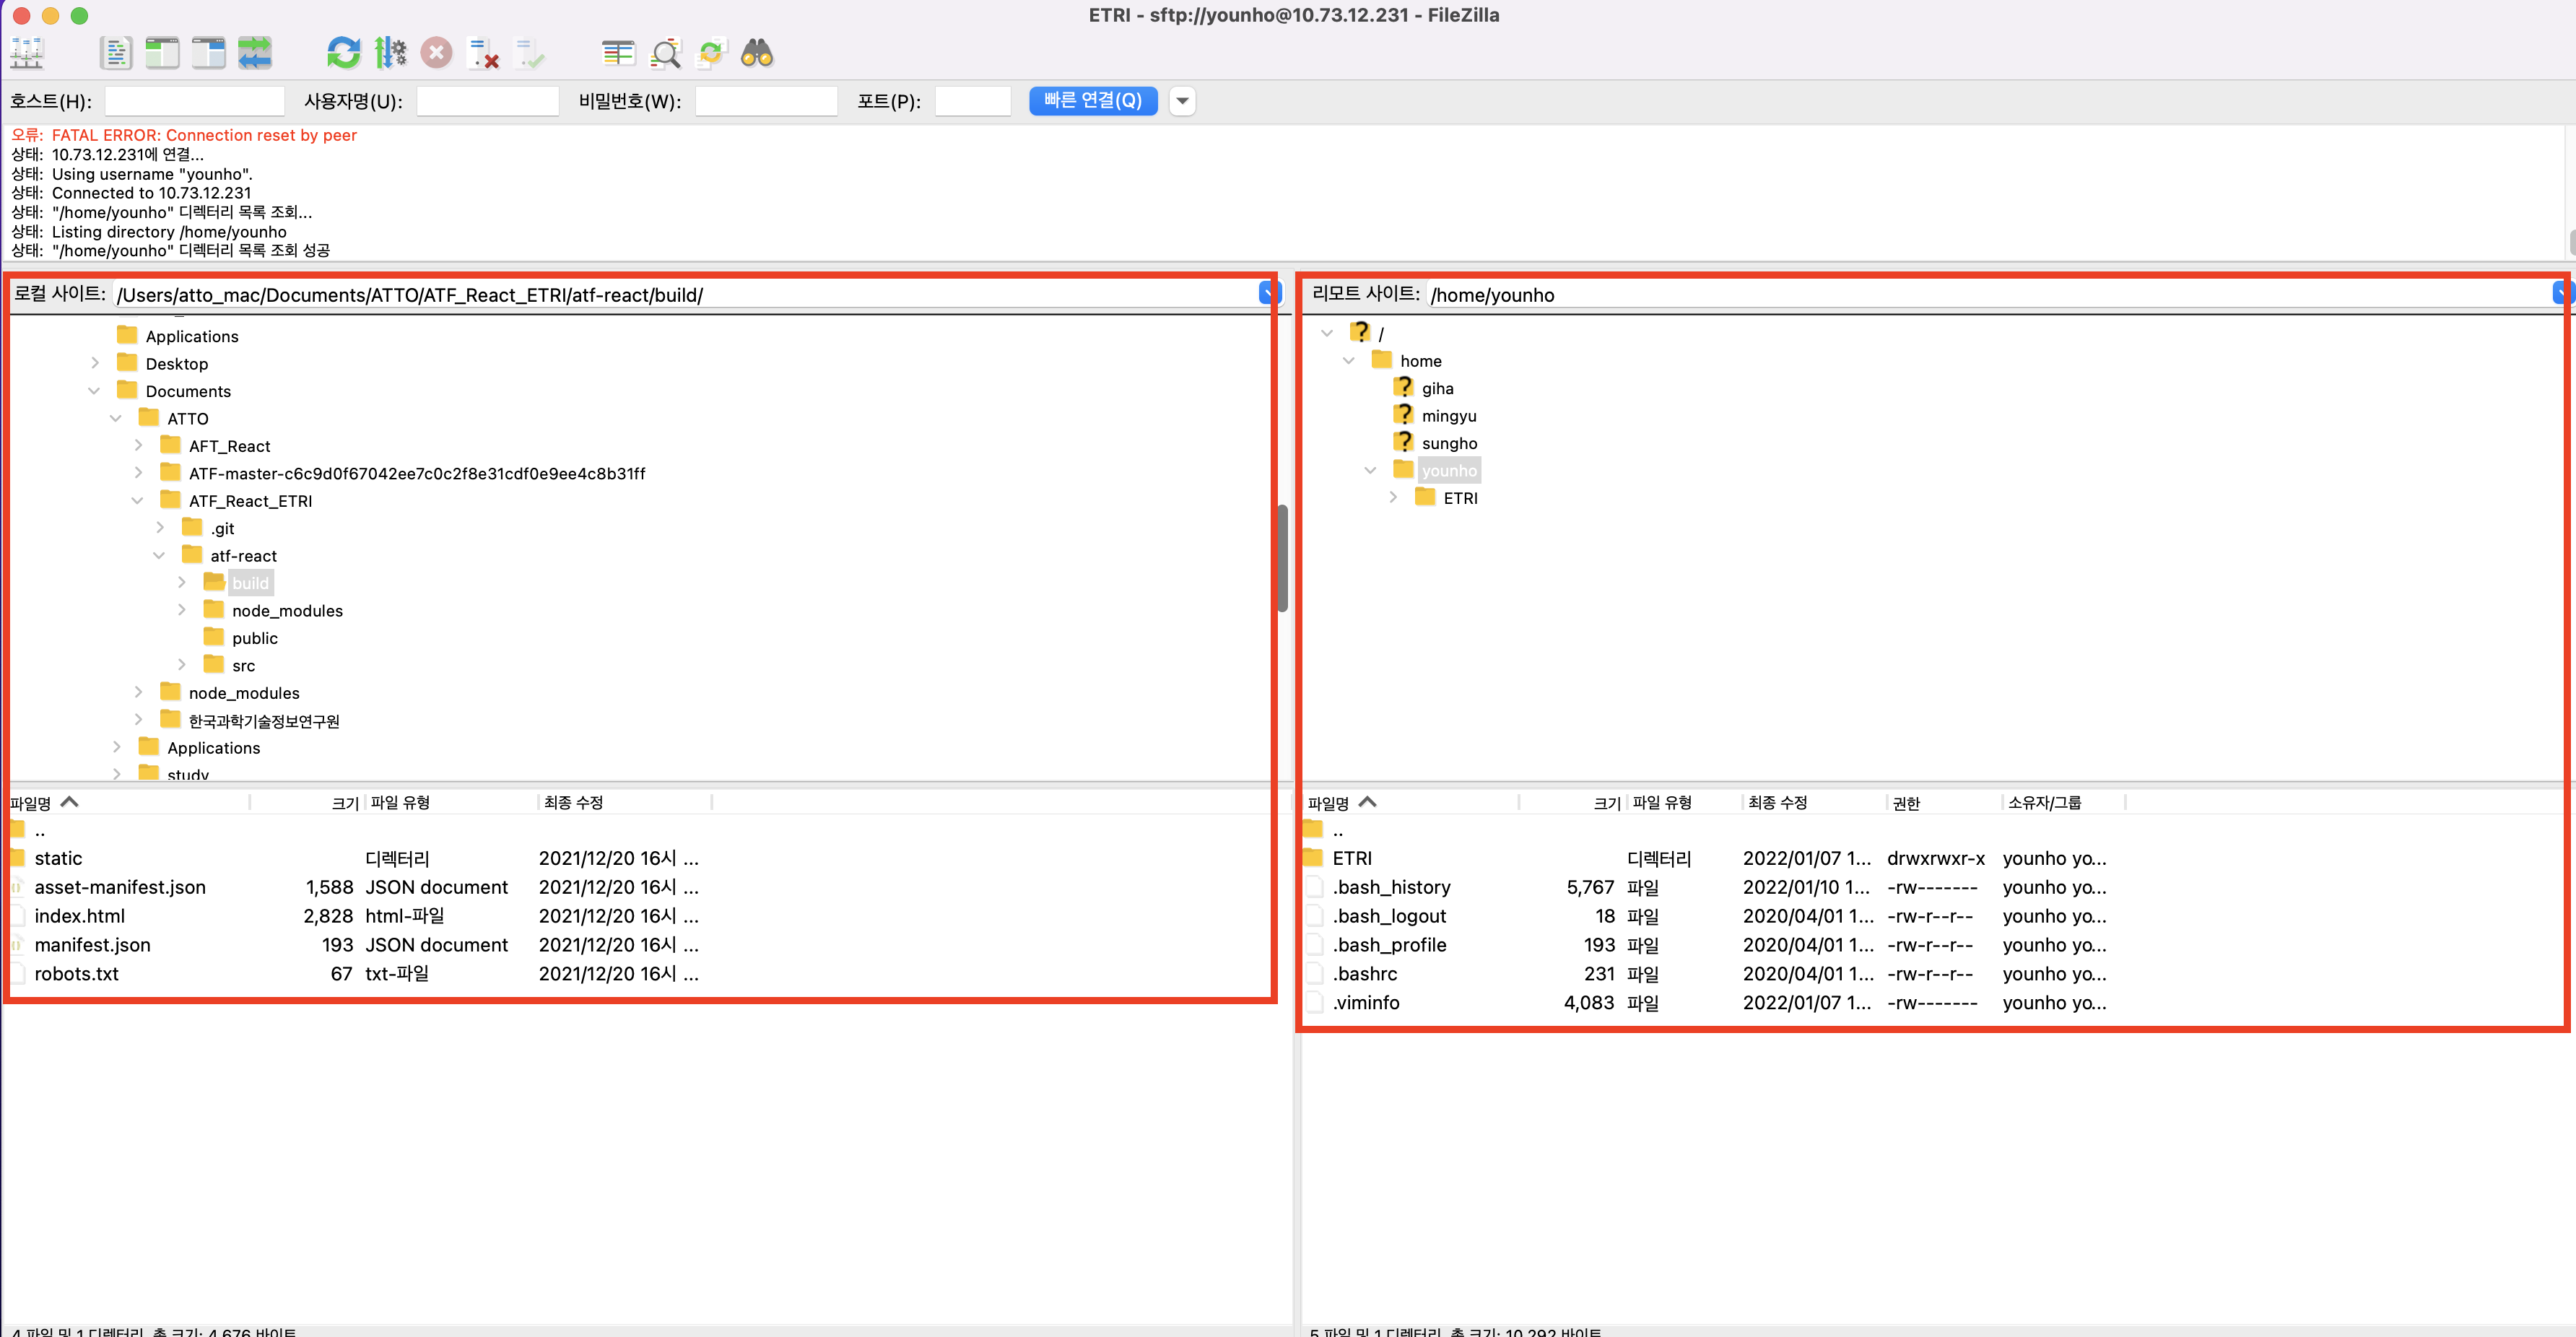 ETRI - sftp://younho@10.73.12.231 - FileZilla
호스트(H): 사용자명(U): 비밀번호(W): 포트(P): 빠른 연결(Q)
오류: FATAL ERROR: Connection reset by peer
상태: 10.73.12.231에 연결...
상태: Using username "younho".
상태: Connected to 10.73.12.231
상태: "/home/younho" 디렉터리 목록 조회...
상태: Listing directory /home/younho
상태: "/home/younho" 디렉터리 목록 조회 성공
로컬 사이트: /Users/atto_mac/Documents/ATTO/ATF_React_ETRI/atf-react/build/
Applications
Desktop
Documents
ATTO
AFT_React
ATF-master-c6c9d0f67042ee7c0c2f8e31cdf0e9ee4c8b31ff
ATF_React_ETRI
.git
atf-react
build
node_modules
public
src
node_modules
한국과학기술정보연구원
Applications
study
파일명 크기 파일 유형 최종 수정
..
static 디렉터리 2021/12/20 16시 ...
asset-manifest.json 1,588 JSON document 2021/12/20 16시 ...
index.html 2,828 html-파일 2021/12/20 16시 ...
manifest.json 193 JSON document 2021/12/20 16시 ...
robots.txt 67 txt-파일 2021/12/20 16시 ...
4 파일 및 1 디렉터리. 총 크기: 4,676 바이트
리모트 사이트: /home/younho
/
home
giha
mingyu
sungho
younho
ETRI
파일명 크기 파일 유형 최종 수정 권한 소유자/그룹
..
ETRI 디렉터리 2022/01/07 1... drwxrwxr-x younho yo...
.bash_history 5,767 파일 2022/01/10 1... -rw------- younho yo...
.bash_logout 18 파일 2020/04/01 1... -rw-r--r-- younho yo...
.bash_profile 193 파일 2020/04/01 1... -rw-r--r-- younho yo...
.bashrc 231 파일 2020/04/01 1... -rw-r--r-- younho yo...
.viminfo 4,083 파일 2022/01/07 1... -rw------- younho yo...
5 파일 및 1 디렉터리. 총 크기: 10,292 바이트